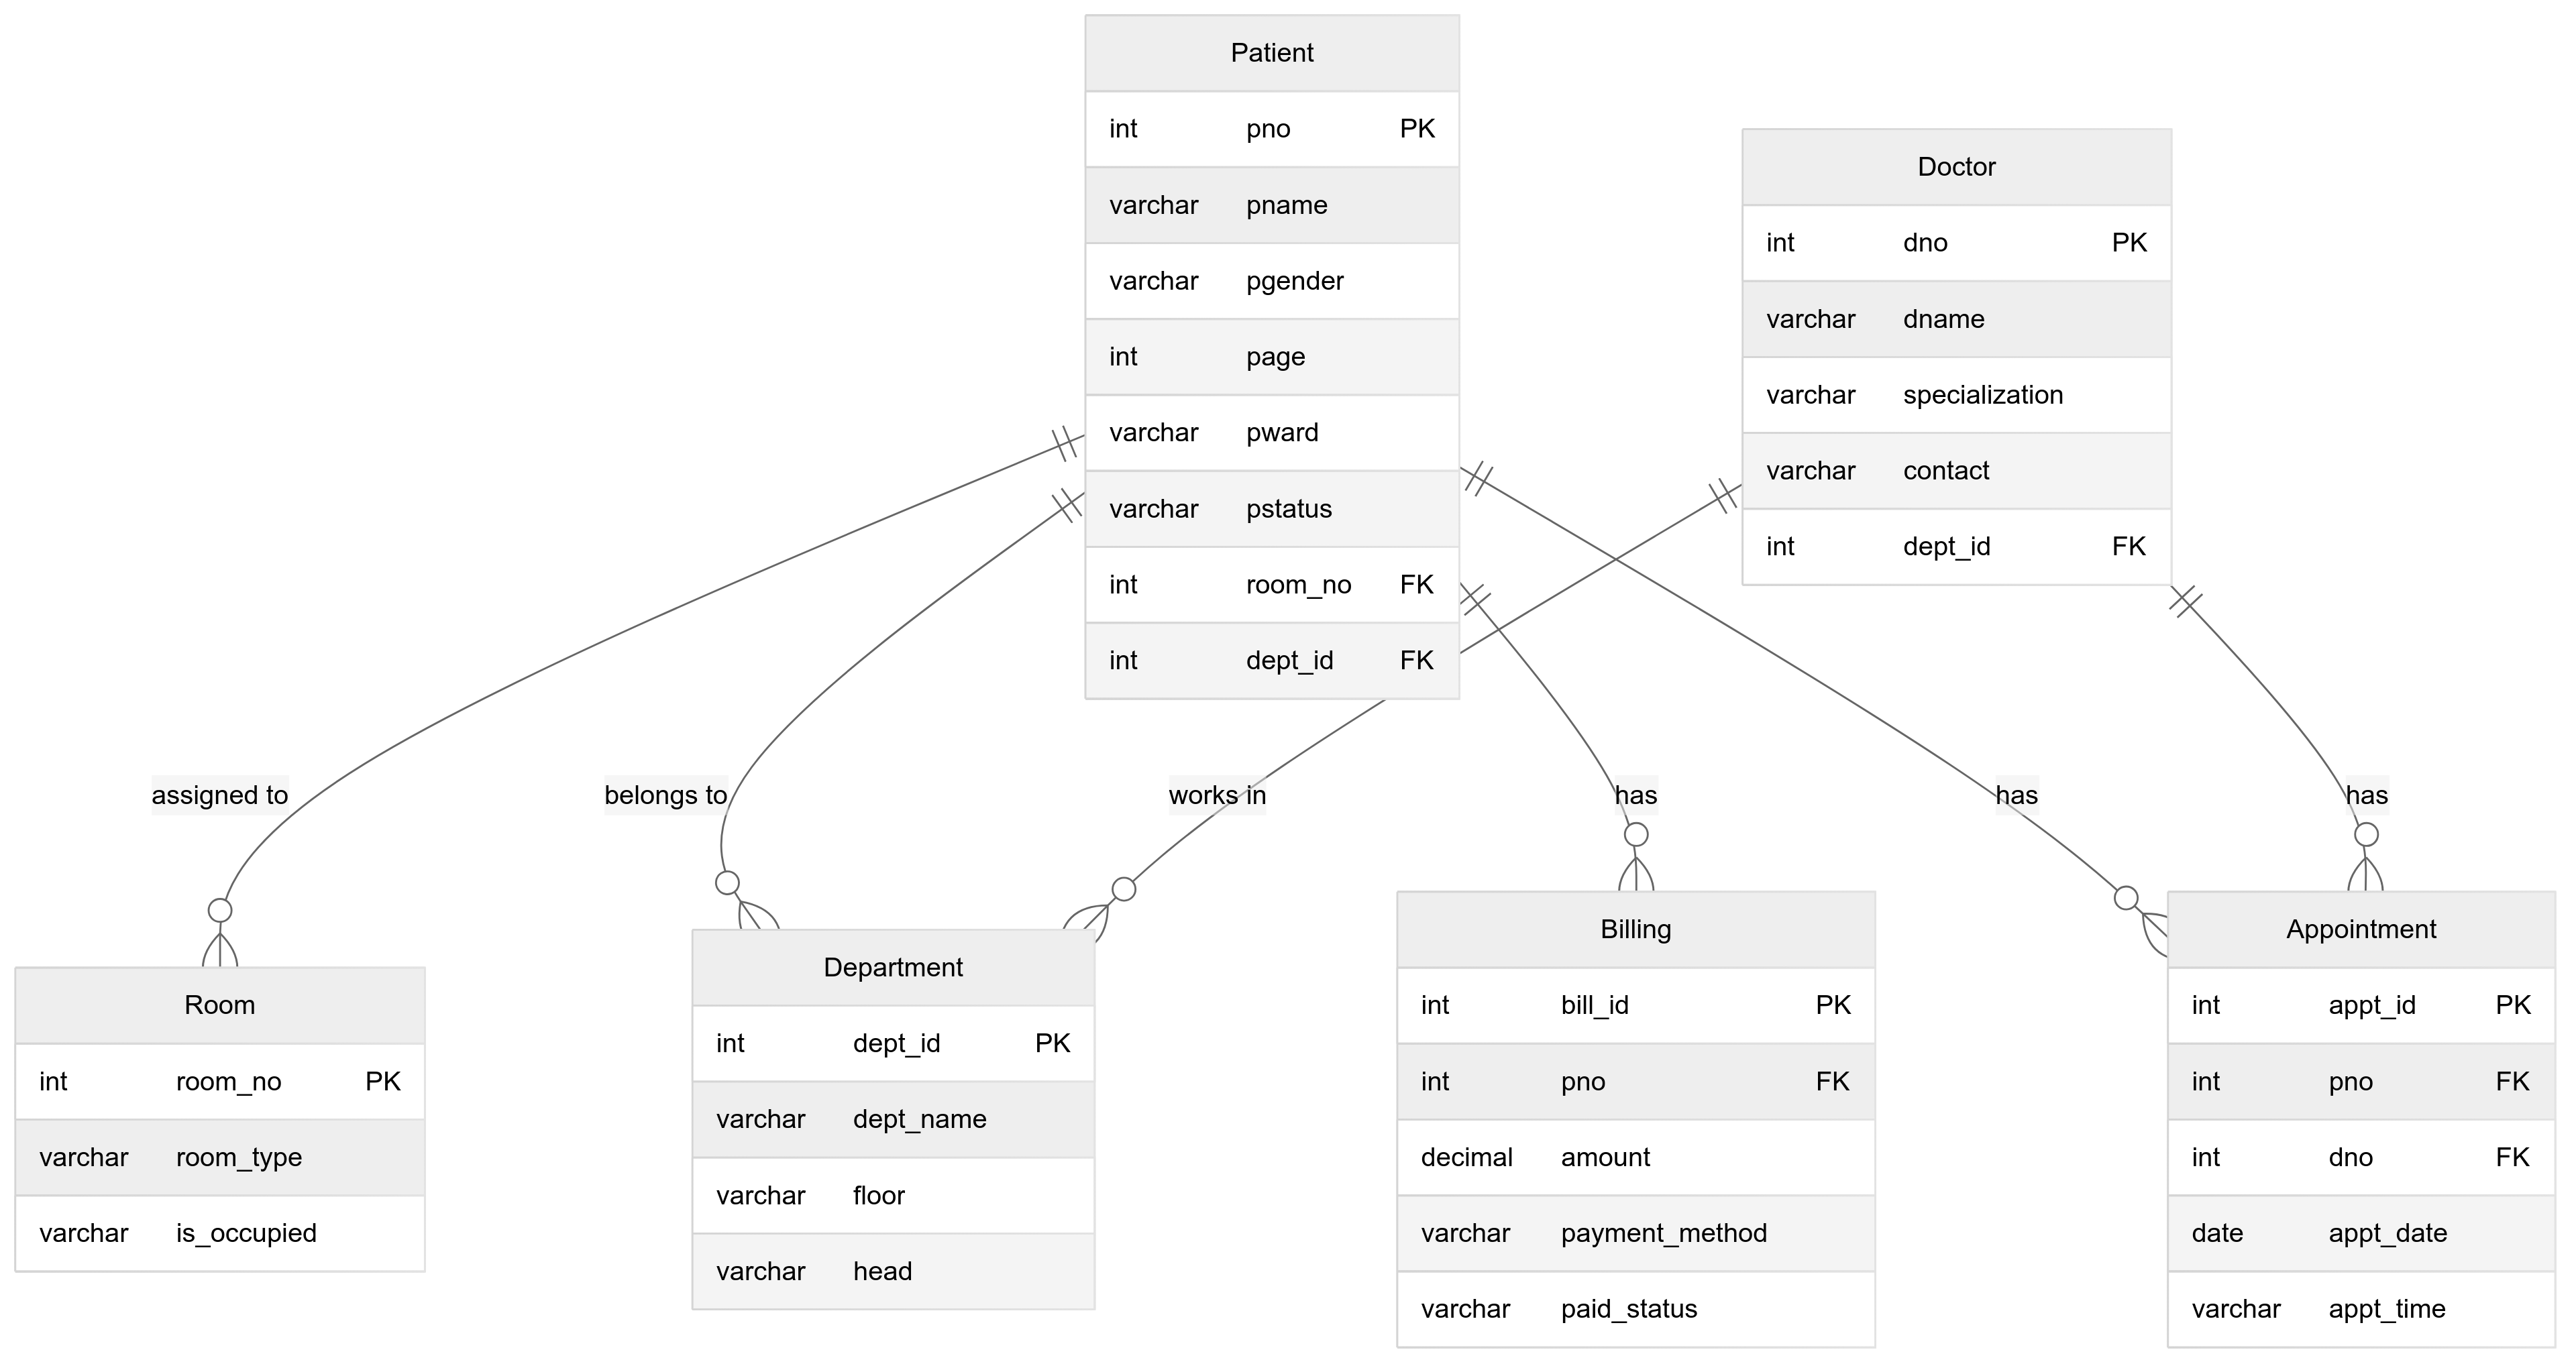 Patient
int pno PK
varchar pname
varchar pgender
int page
varchar pward
varchar pstatus
int room_no FK
int dept_id FK
Doctor
int dno PK
varchar dname
varchar specialization
varchar contact
int dept_id FK
assigned to
belongs to
works in
has
has
has
Room
int room_no PK
varchar room_type
varchar is_occupied
Department
int dept_id PK
varchar dept_name
varchar floor
varchar head
Billing
int bill_id PK
int pno FK
decimal amount
varchar payment_method
varchar paid_status
Appointment
int appt_id PK
int pno FK
int dno FK
date appt_date
varchar appt_time